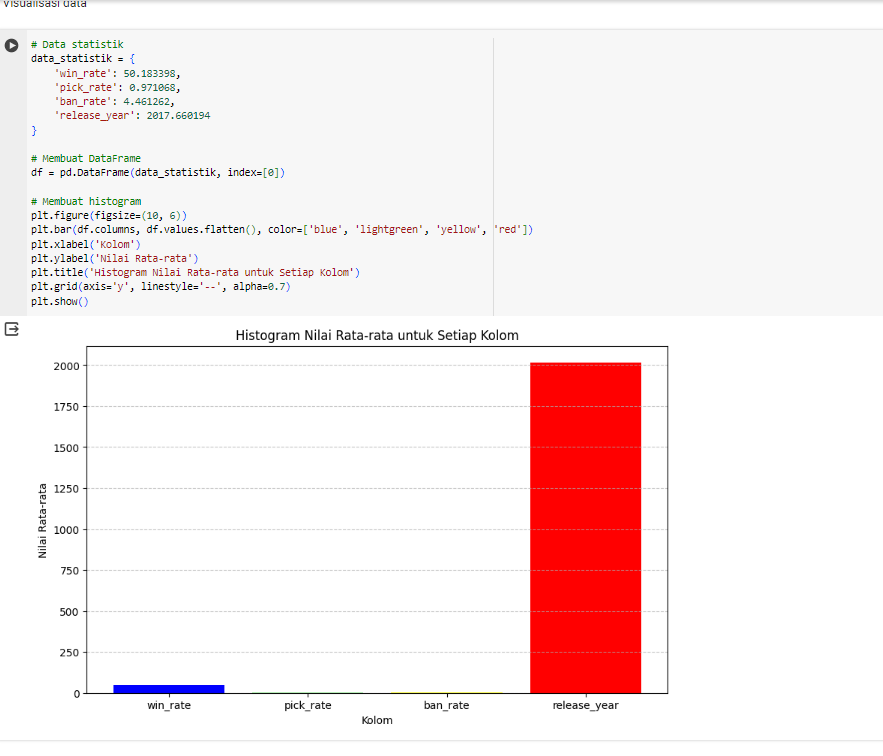 Visualisasi data
# Data statistik
data_statistik = {
    'win_rate': 50.183398,
    'pick_rate': 0.971068,
    'ban_rate': 4.461262,
    'release_year': 2017.660194
}
# Membuat DataFrame
df = pd.DataFrame(data_statistik, index=[0])
# Membuat histogram
plt.figure(figsize=(10, 6))
plt.bar(df.columns, df.values.flatten(), color=['blue', 'lightgreen', 'yellow', 'red'])
plt.xlabel('Kolom')
plt.ylabel('Nilai Rata-rata')
plt.title('Histogram Nilai Rata-rata untuk Setiap Kolom')
plt.grid(axis='y', linestyle='--', alpha=0.7)
plt.show()
Histogram Nilai Rata-rata untuk Setiap Kolom
2000
1750
1500
1250
1000
750
500
250
0
Nilai Rata-rata
win_rate pick_rate ban_rate release_year
Kolom